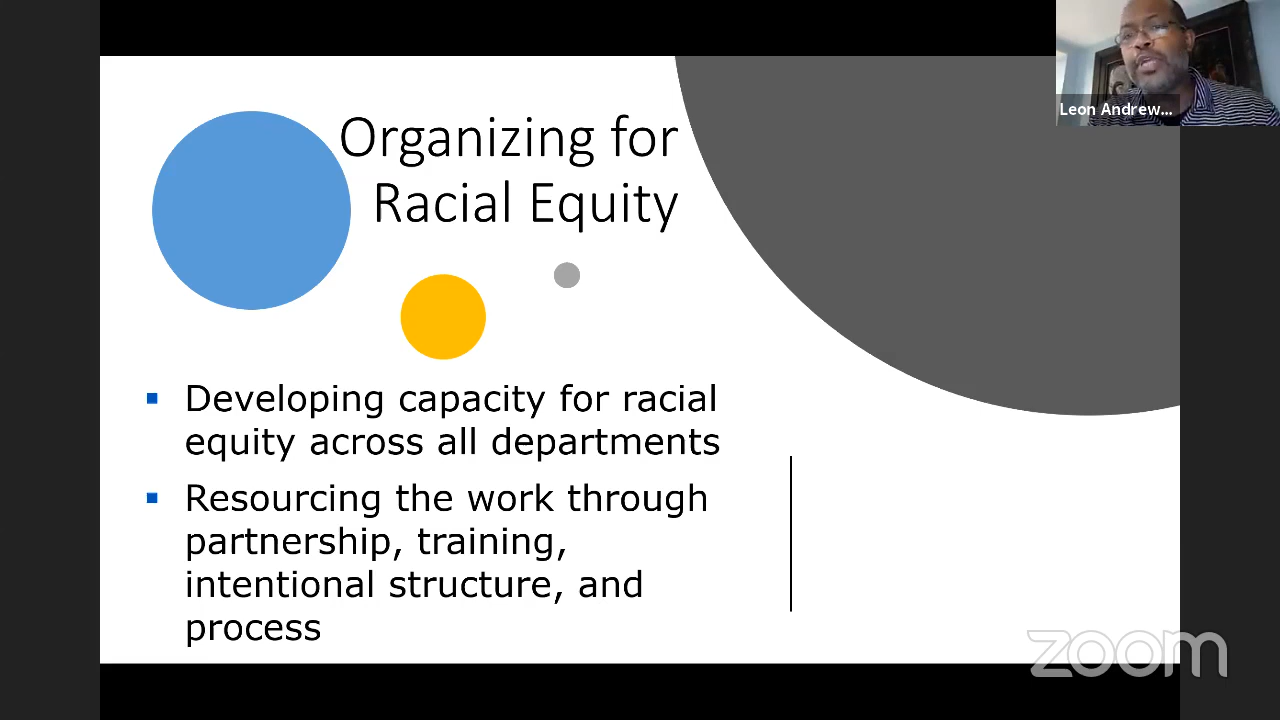 Organizing for
Racial Equity
Developing capacity for racial
equity across all departments
Resourcing the work through
partnership, training,
intentional structure, and
process
Leon Andrew...
zoom